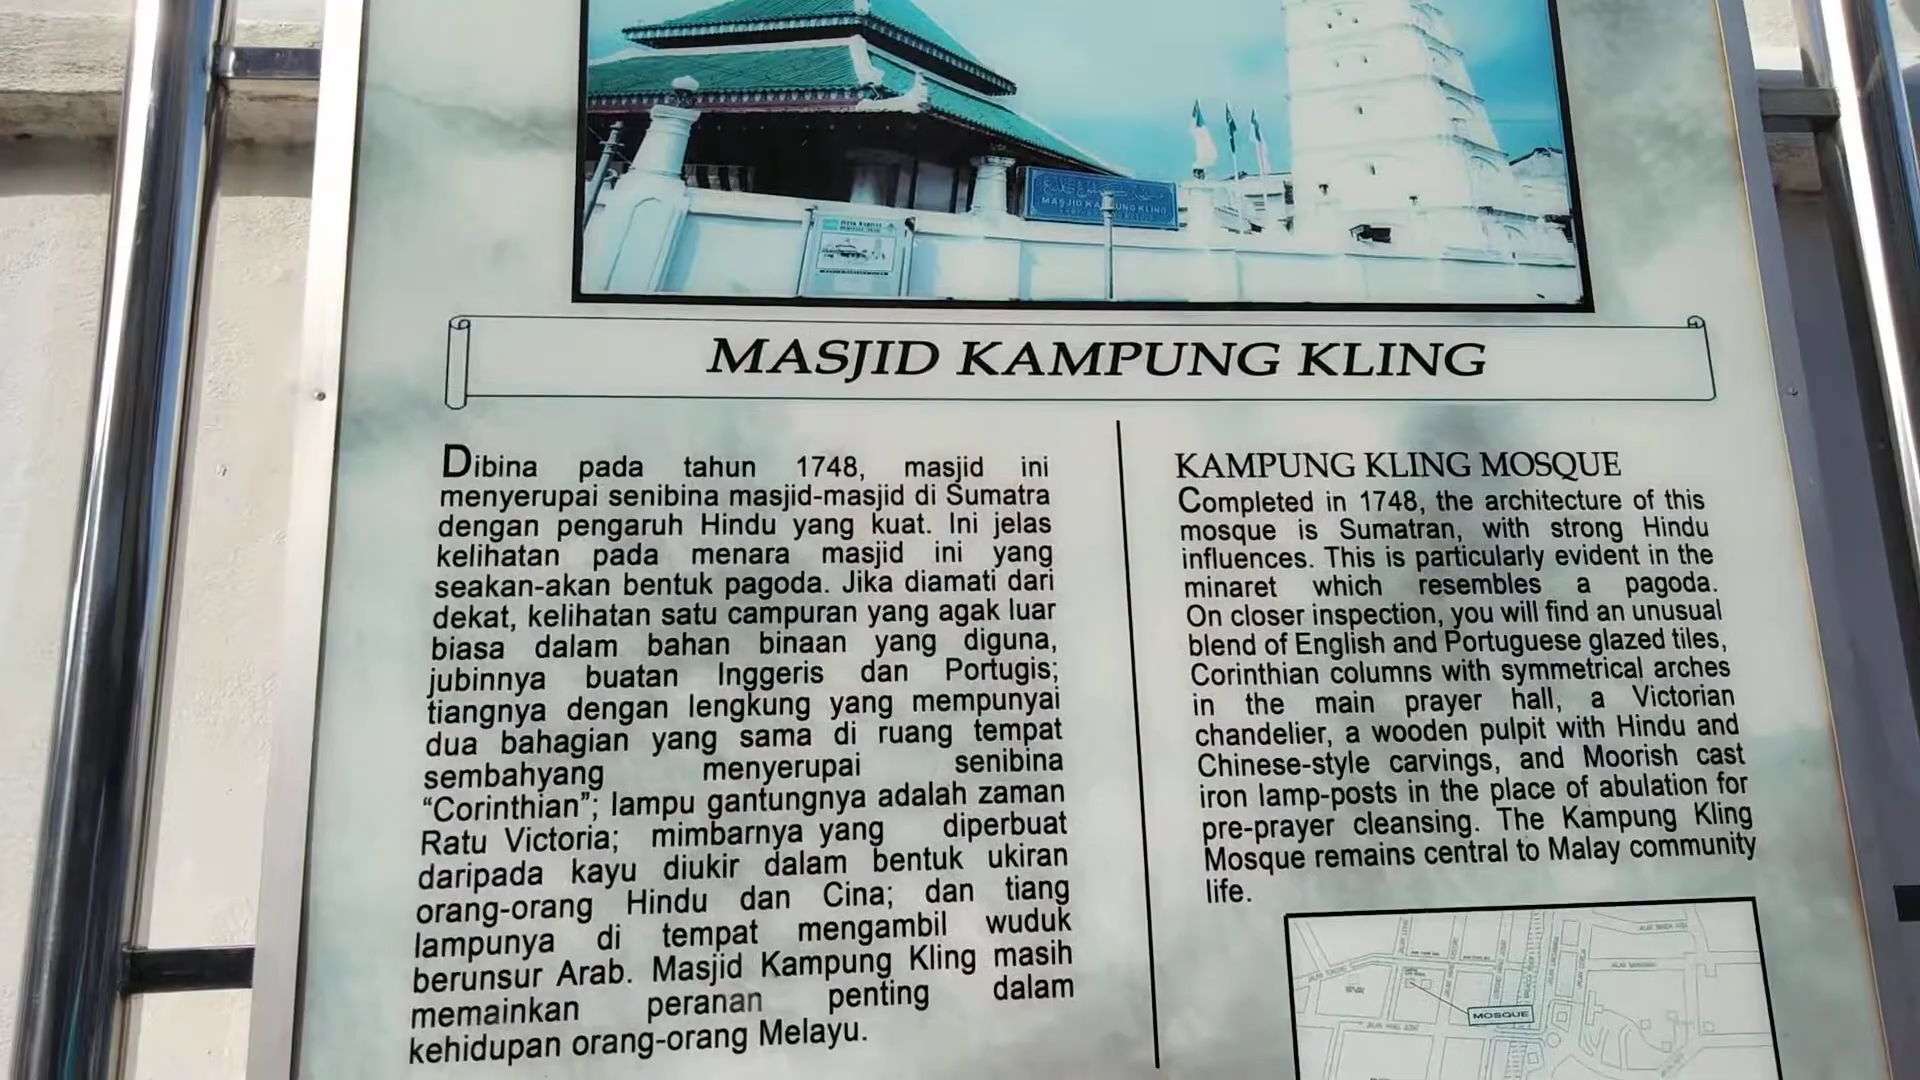 MASJID KAMPUNG KLING
MASJID KAMPUNG KLING
Dibina pada tahun 1748, masjid ini
menyerupai senibina masjid-masjid di Sumatra
dengan pengaruh Hindu yang kuat. Ini jelas
kelihatan pada menara masjid ini yang
seakan-akan bentuk pagoda. Jika diamati dari
dekat, kelihatan satu campuran yang agak luar
biasa dalam bahan binaan yang diguna,
jubinnya buatan Inggeris dan Portugis;
tiangnya dengan lengkung yang mempunyai
dua bahagian yang sama di ruang tempat
sembahyang menyerupai senibina
“Corinthian”; lampu gantungnya adalah zaman
Ratu Victoria; mimbarnya yang diperbuat
daripada kayu diukir dalam bentuk ukiran
orang-orang Hindu dan Cina; dan tiang
lampunya di tempat mengambil wuduk
berunsur Arab. Masjid Kampung Kling masih
memainkan peranan penting dalam
kehidupan orang-orang Melayu.
KAMPUNG KLING MOSQUE
Completed in 1748, the architecture of this
mosque is Sumatran, with strong Hindu
influences. This is particularly evident in the
minaret which resembles a pagoda.
On closer inspection, you will find an unusual
blend of English and Portuguese glazed tiles,
Corinthian columns with symmetrical arches
in the main prayer hall, a Victorian
chandelier, a wooden pulpit with Hindu and
Chinese-style carvings, and Moorish cast
iron lamp-posts in the place of abulation for
pre-prayer cleansing. The Kampung Kling
Mosque remains central to Malay community
life.
MOSQUE